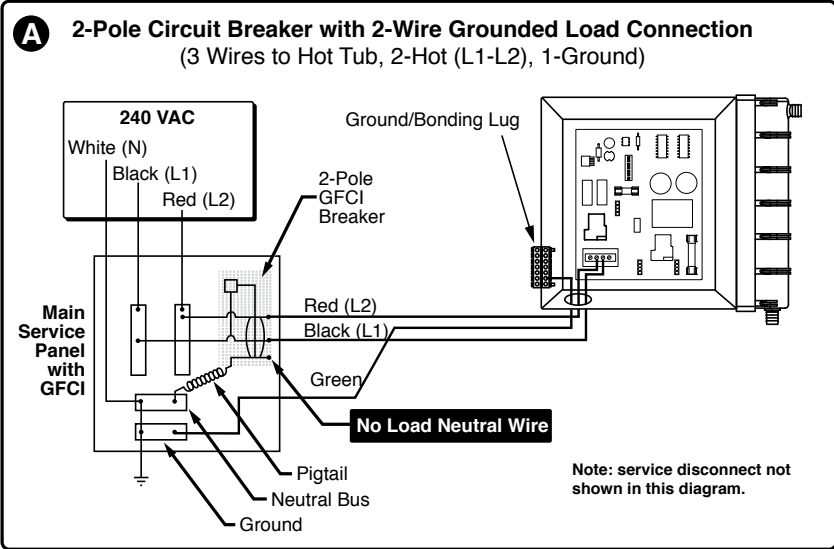 A
2-Pole Circuit Breaker with 2-Wire Grounded Load Connection
(3 Wires to Hot Tub, 2-Hot (L1-L2), 1-Ground)
240 VAC
White (N)
Black (L1)
Red (L2)
Ground/Bonding Lug
2-Pole
GFCI
Breaker
Main
Service
Panel
with
GFCI
Red (L2)
Black (L1)
Green
No Load Neutral Wire
Pigtail
Neutral Bus
Ground
Note: service disconnect not
shown in this diagram.